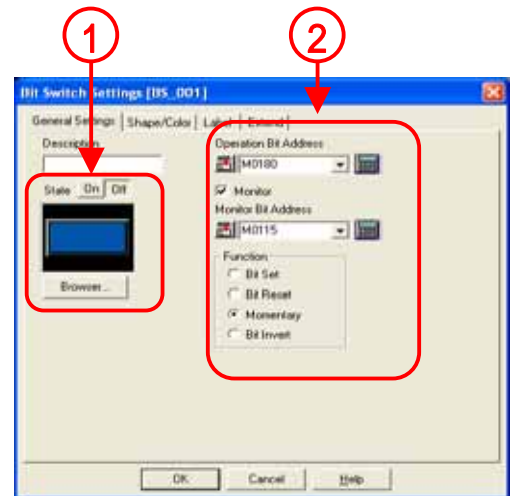 1
2
Bit Switch Settings [BS_001]
General Settings Shape/Color Label Extend
Description
Operation Bit Address
M0180
State On Off
Monitor
Monitor Bit Address
M0115
Function
Bit Set
Browser...
Bit Reset
Momentary
Bit Invert
OK Cancel Help